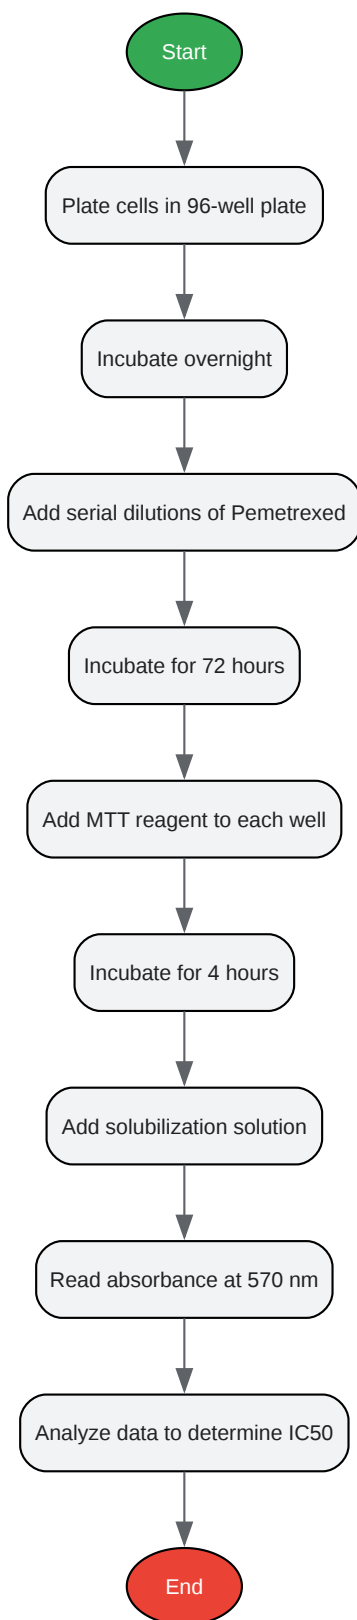 Start
Plate cells in 96-well plate
Incubate overnight
Add serial dilutions of Pemetrexed
Incubate for 72 hours
Add MTT reagent to each well
Incubate for 4 hours
Add solubilization solution
Read absorbance at 570 nm
Analyze data to determine IC50
End